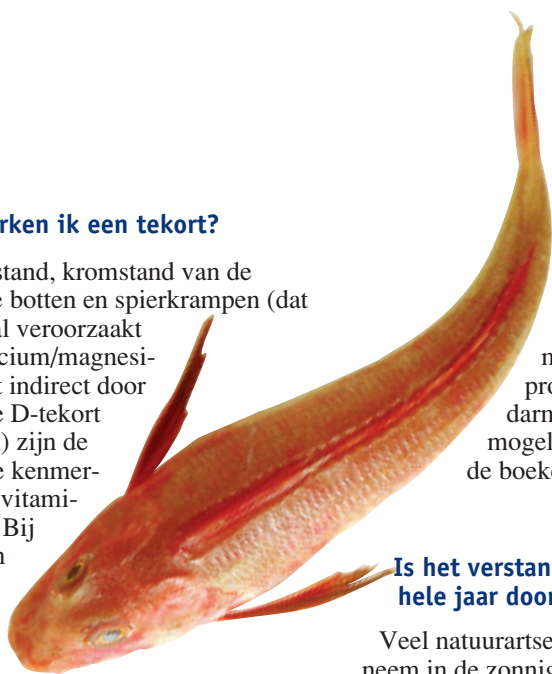 rken ik een tekort?
stand, kromstand van de
botten en spierkrampen (dat
al veroorzaakt
cium/magnesi-
t indirect door
e D-tekort
) zijn de
e kenmer-
vitami-
Bij
n
n
pro
darm
mogel
de boeke
Is het verstan
hele jaar door
Veel natuurartse
neem in de zonnig